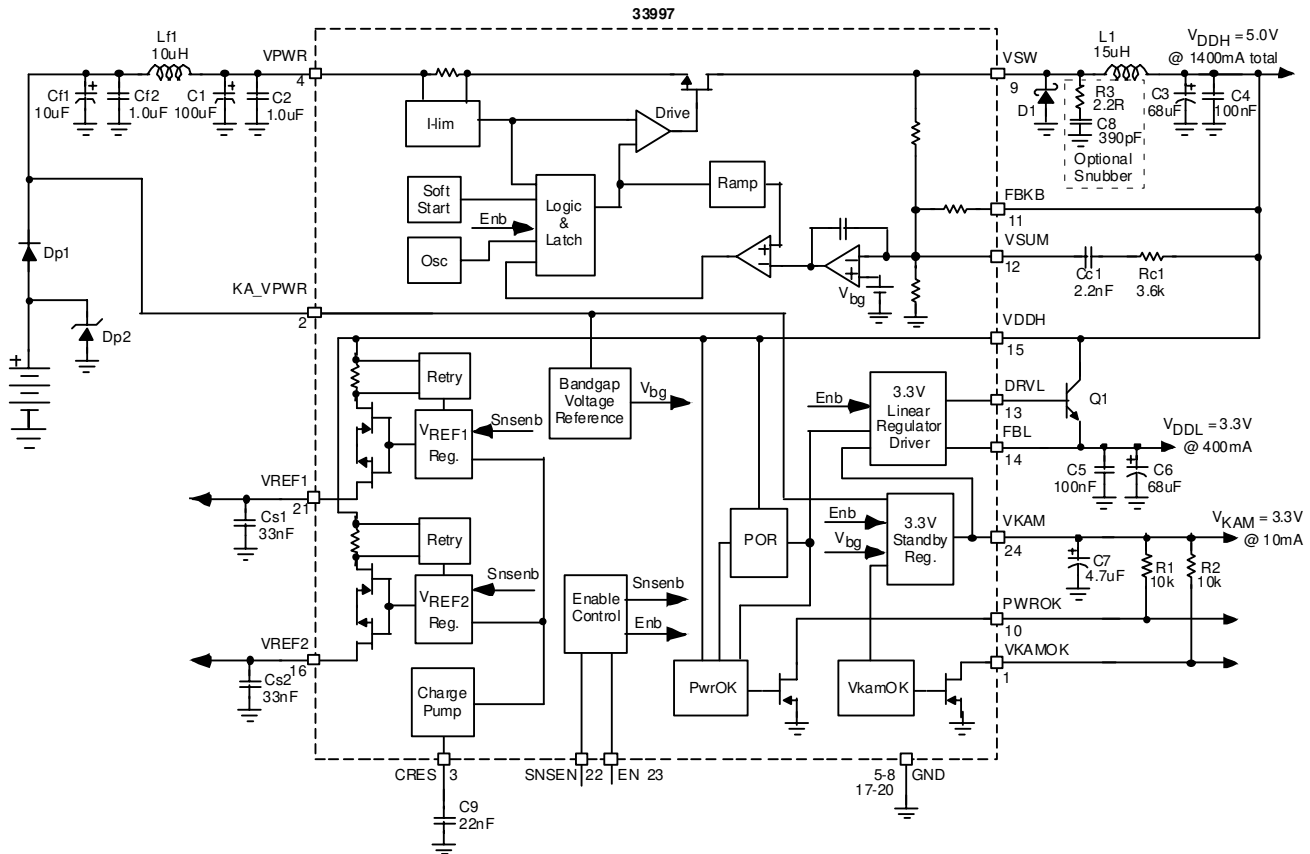 33997
Lf1
10uH
VPWR
4
Cf1
10uF
Cf2
1.0uF
C1
100uF
C2
1.0uF
I-lim
Drive
Soft
Start
Enb
Osc
Logic
&
Latch
Ramp
Vbg
VSW
9
D1
L1
15uH
VDDH = 5.0V
@ 1400mA total
R3
2.2R
C8
390pF
Optional
Snubber
C3
68uF
C4
100nF
FBKB
11
VSUM
12
Cc1
2.2nF
Rc1
3.6k
Dp1
Dp2
KA_VPWR
2
VDDH
15
Retry
VREF1
Reg.
Snsenb
Bandgap
Voltage
Reference
Vbg
Enb
3.3V
Linear
Regulator
Driver
DRVL
13
Q1
FBL
14
VDDL = 3.3V
@ 400mA
C5
100nF
C6
68uF
VREF1
21
Cs1
33nF
Retry
VREF2
Reg.
Snsenb
POR
Enb
Vbg
3.3V
Standby
Reg.
VKAM
24
VKAM = 3.3V
@ 10mA
C7
4.7uF
R1
10k
R2
10k
Enable
Control
Snsenb
Enb
PWROK
10
VKAMOK
1
VREF2
16
Cs2
33nF
Charge
Pump
PwrOK
VkamOK
CRES
3
SNSEN
22
EN
23
5-8
17-20
GND
C9
22nF